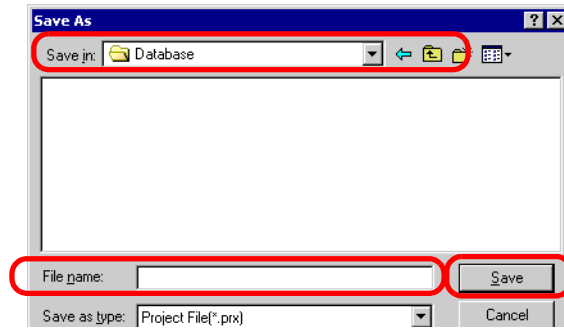 Save As
Save in: Database
File name:
Save
Save as type: Project File(*.prx)
Cancel